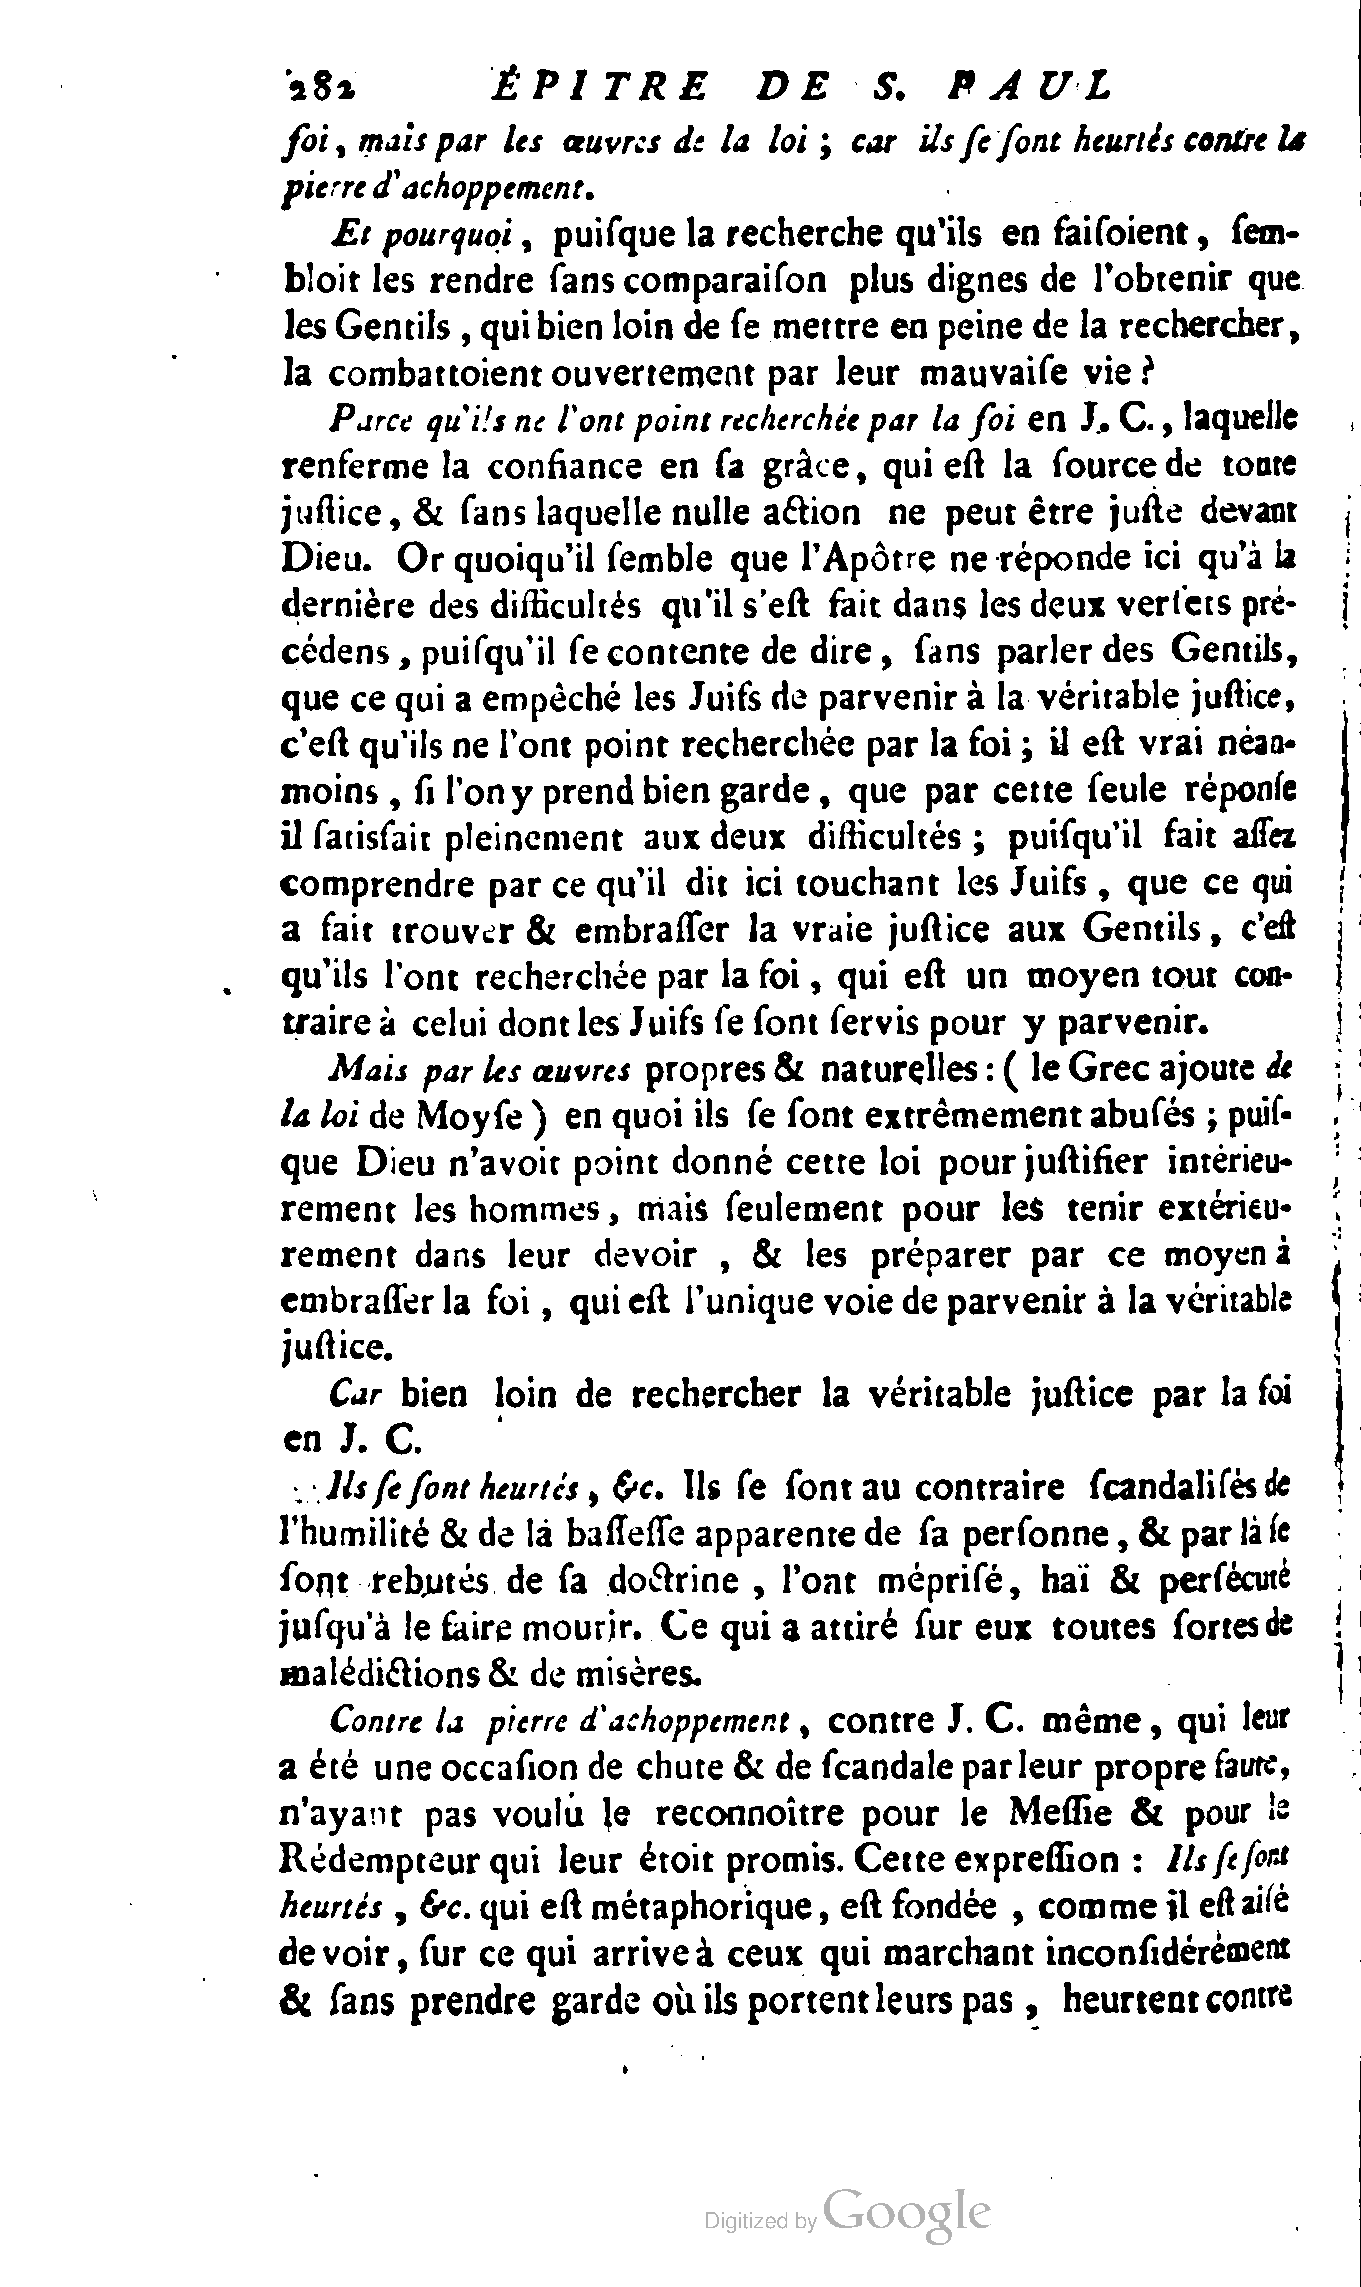 282 ÉPITRE DE S. PAUL
foi, mais par les œuvres de la loi ; car ils se ſont heurtés contre la
pierre d'achoppement.
Et pourquoi, puiſque la recherche qu'ils en faiſoient, ſem-
bloit les rendre ſans comparaiſon plus dignes de l'obtenir que
les Gentils, qui bien loin de ſe mettre en peine de la rechercher,
la combattoient ouvertement par leur mauvaiſe vie ?
Parce qu'ils ne l'ont point recherchée par la foi en J. C., laquelle
renferme la confiance en ſa grâce, qui eſt la ſource de toute
juſtice, & ſans laquelle nulle action ne peut être juſte devant
Dieu. Or quoiqu'il ſemble que l'Apôtre ne réponde ici qu'à la
dernière des difficultés qu'il s'eſt fait dans les deux verſets pré-
cédens, puiſqu'il ſe contente de dire, ſans parler des Gentils,
que ce qui a empêché les Juifs de parvenir à la véritable juſtice,
c'eſt qu'ils ne l'ont point recherchée par la foi ; il eſt vrai néan-
moins, ſi l'on y prend bien garde, que par cette ſeule réponſe
il ſatisfait pleinement aux deux difficultés ; puiſqu'il fait aſſez
comprendre par ce qu'il dit ici touchant les Juifs, que ce qui
a fait trouver & embraſſer la vraie juſtice aux Gentils, c'eſt
qu'ils l'ont recherchée par la foi, qui eſt un moyen tout con-
traire à celui dont les Juifs ſe ſont ſervis pour y parvenir.
Mais par les œuvres propres & naturelles : ( le Grec ajoute de
la loi de Moyſe ) en quoi ils ſe ſont extrêmement abuſés ; puiſ-
que Dieu n'avoit point donné cette loi pour juſtifier intérieu-
rement les hommes, mais ſeulement pour les tenir extérieu-
rement dans leur devoir, & les préparer par ce moyen à
embraſſer la foi, qui eſt l'unique voie de parvenir à la véritable
juſtice.
Car bien loin de rechercher la véritable juſtice par la foi
en J. C.
Ils ſe ſont heurtés, &c. Ils ſe ſont au contraire ſcandaliſés de
l'humilité & de la baſſeſſe apparente de ſa perſonne, & par là ſe
ſont rebutés de ſa doctrine, l'ont mépriſé, haï & perſécuté
juſqu'à le faire mourir. Ce qui a attiré ſur eux toutes ſortes de
malédictions & de misères.
Contre la pierre d'achoppement, contre J. C. même, qui leur
a été une occaſion de chute & de ſcandale par leur propre faute,
n'ayant pas voulu le reconnoître pour le Meſſie & pour le
Rédempteur qui leur étoit promis. Cette expreſſion : Ils ſe ſont
heurtés, &c. qui eſt métaphorique, eſt fondée, comme il eſt aiſé
de voir, ſur ce qui arrive à ceux qui marchant inconſidérément
& ſans prendre garde où ils portent leurs pas, heurtent contre
Digitized by Google